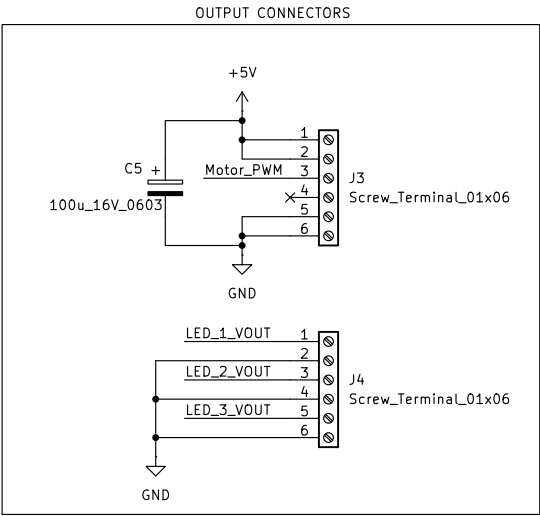 OUTPUT CONNECTORS
+5V
C5 +
100u_16V_0603
Motor_PWM
1
2
3
4
5
6
J3
Screw_Terminal_01x06
GND
LED_1_VOUT
LED_2_VOUT
LED_3_VOUT
1
2
3
4
5
6
J4
Screw_Terminal_01x06
GND